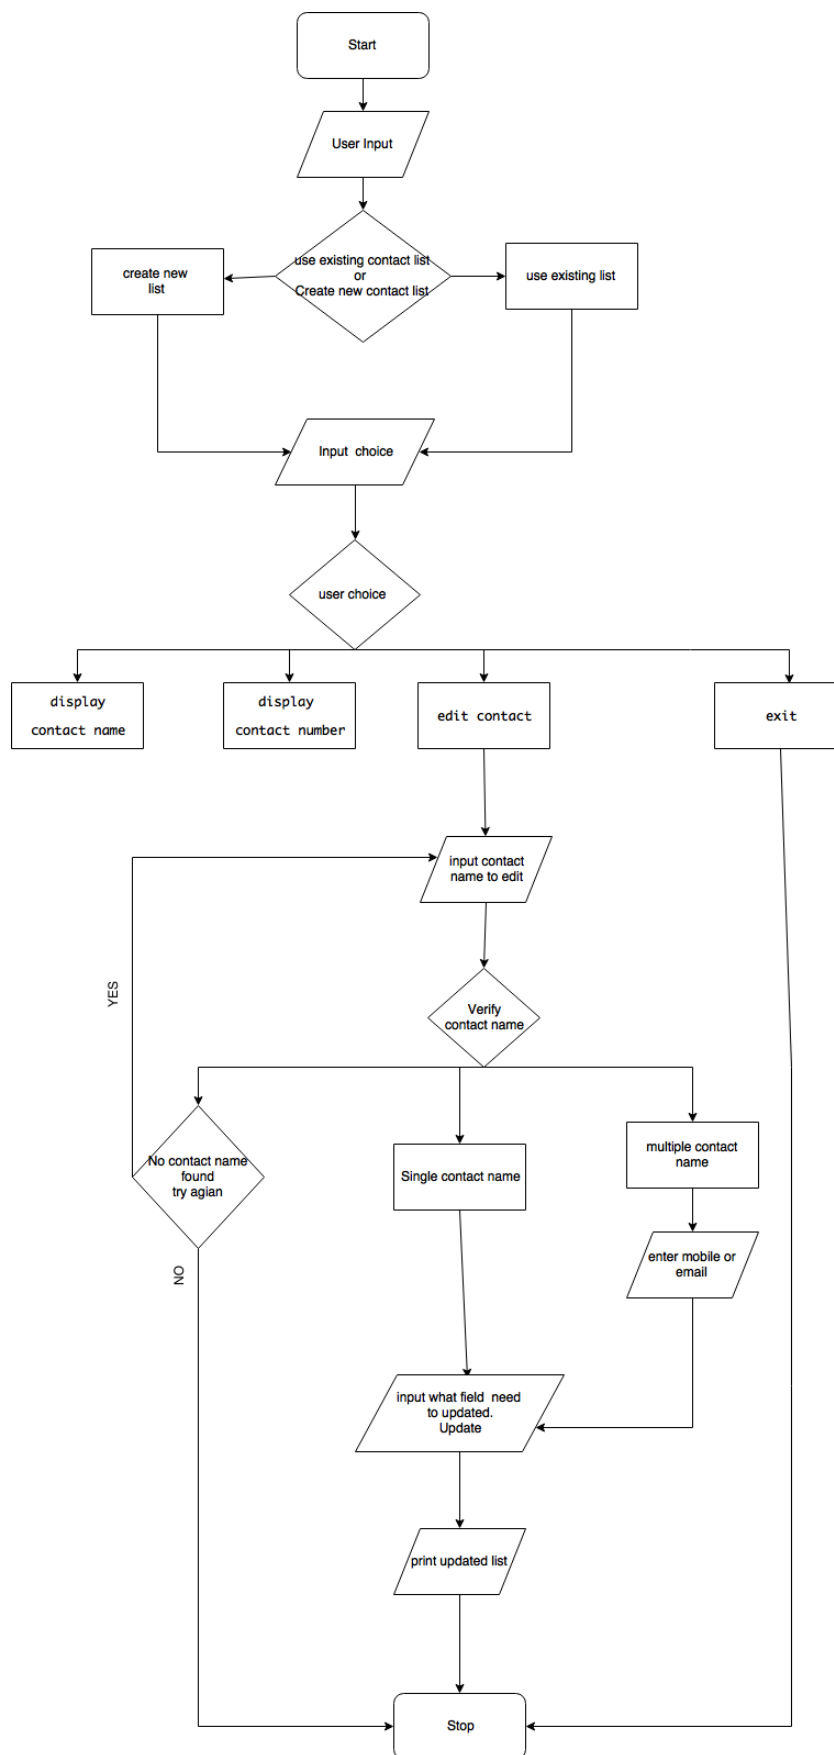 Start
User Input
use existing contact list
or
Create new contact list
create new
list
use existing list
Input  choice
user choice
display
contact name
display
contact number
edit contact
exit
input contact
name to edit
YES
Verify
contact name
No contact name
found
try agian
Single contact name
multiple contact
name
enter mobile or
email
NO
input what field  need
to updated.
Update
print updated list
Stop